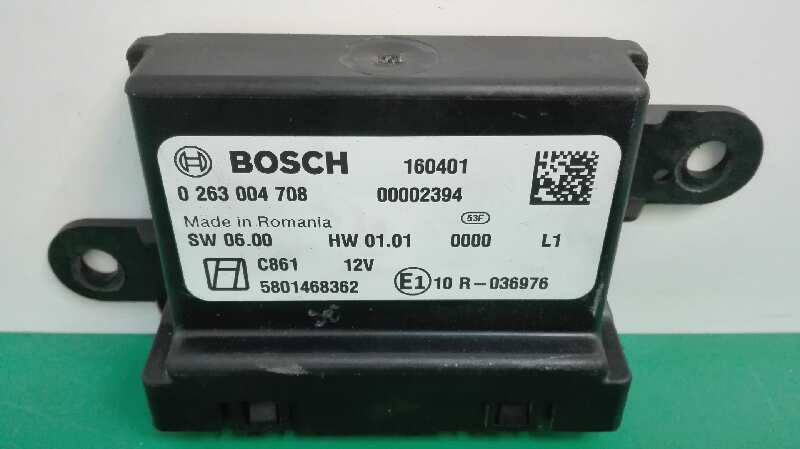 BOSCH 160401
0 263 004 708 00002394
Made in Romania 53F
SW 06.00 HW 01.01 0000 L1
C861 12V
5801468362 E1 10 R-036976